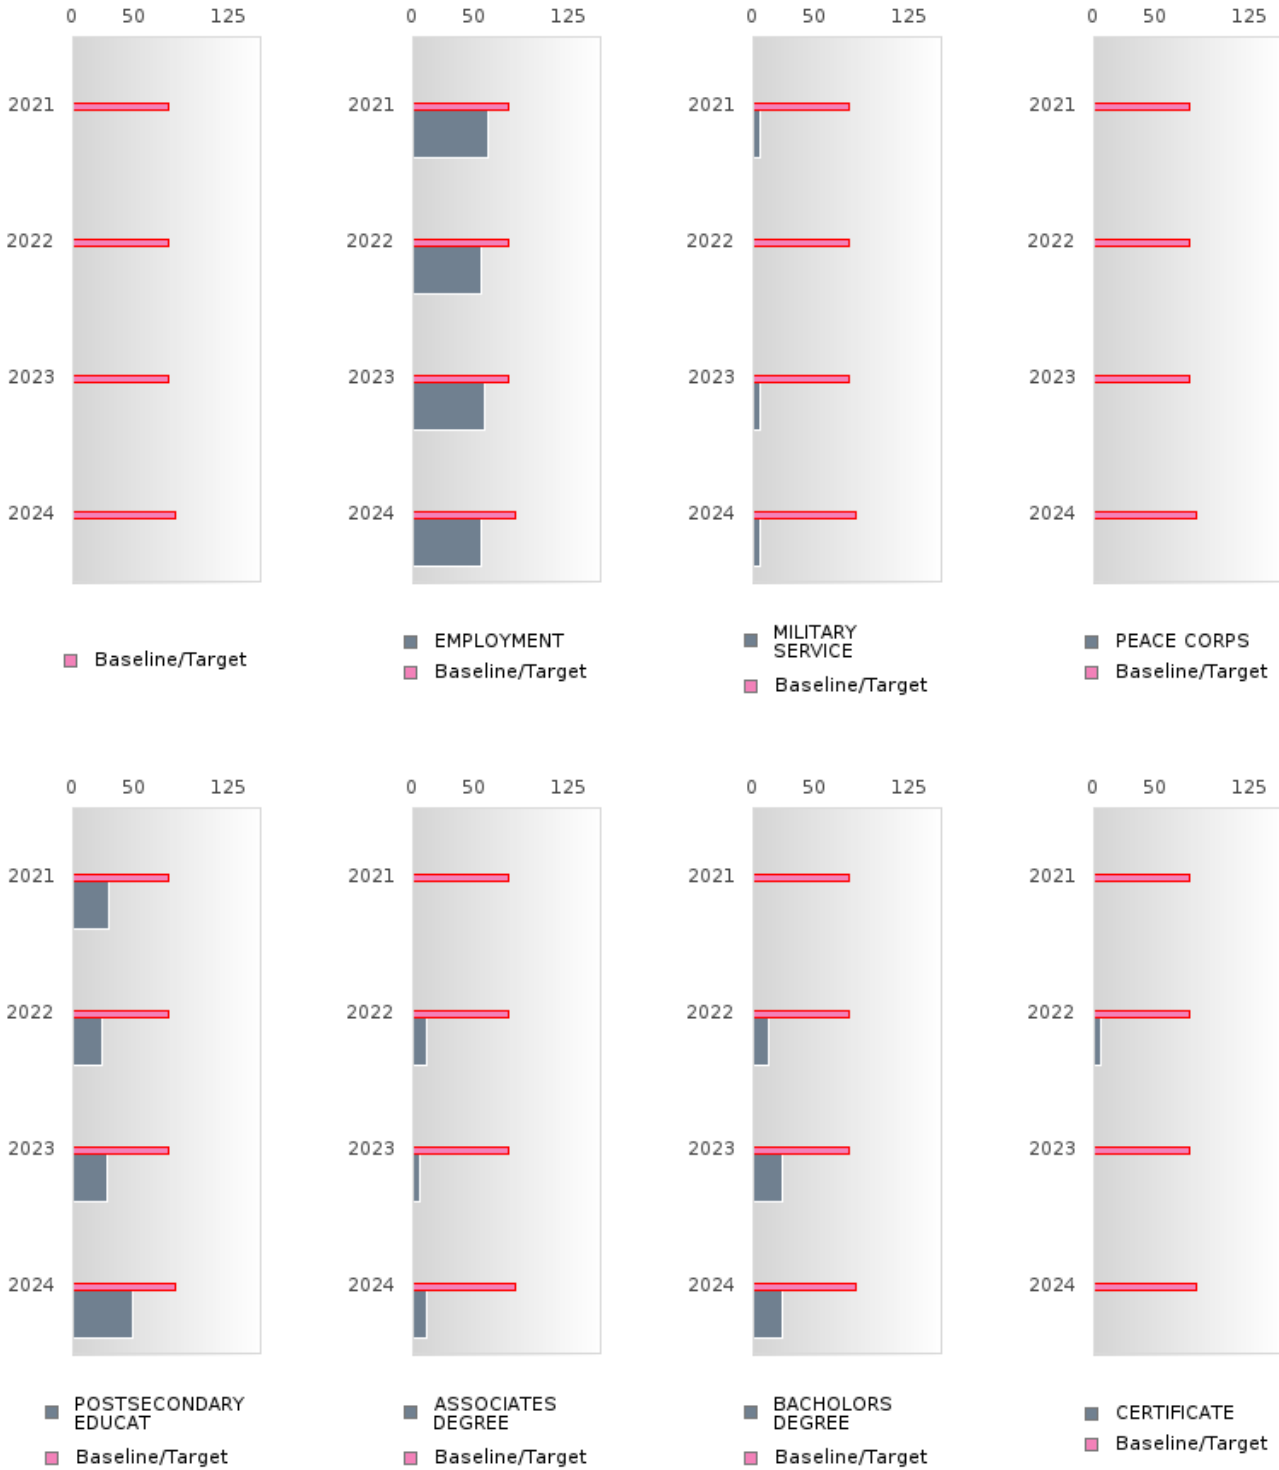 0 50 125 0 50 125 0 50 125 0 50 125
2021 2021 2021 2021
2022 2022 2022 2022
2023 2023 2023 2023
2024 2024 2024 2024
Baseline/Target
EMPLOYMENT
Baseline/Target
MILITARY
SERVICE
Baseline/Target
PEACE CORPS
Baseline/Target
0 50 125 0 50 125 0 50 125 0 50 125
2021 2021 2021 2021
2022 2022 2022 2022
2023 2023 2023 2023
2024 2024 2024 2024
POSTSECONDARY
EDUCAT
Baseline/Target
ASSOCIATES
DEGREE
Baseline/Target
BACHOLORS
DEGREE
Baseline/Target
CERTIFICATE
Baseline/Target